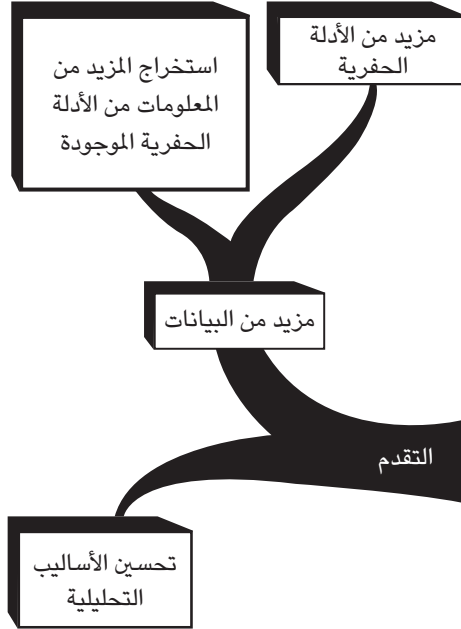 مزيد من الأدلة
الحفرية
استخراج المزيد من
المعلومات من الأدلة
الحفرية الموجودة
مزيد من البيانات
التقدم
تحسين الأساليب
التحليلية